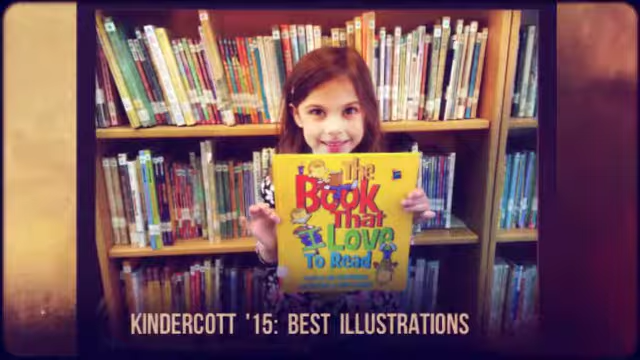 The
Book
That
I Love
To Read
KINDERCOTT '15: BEST ILLUSTRATIONS